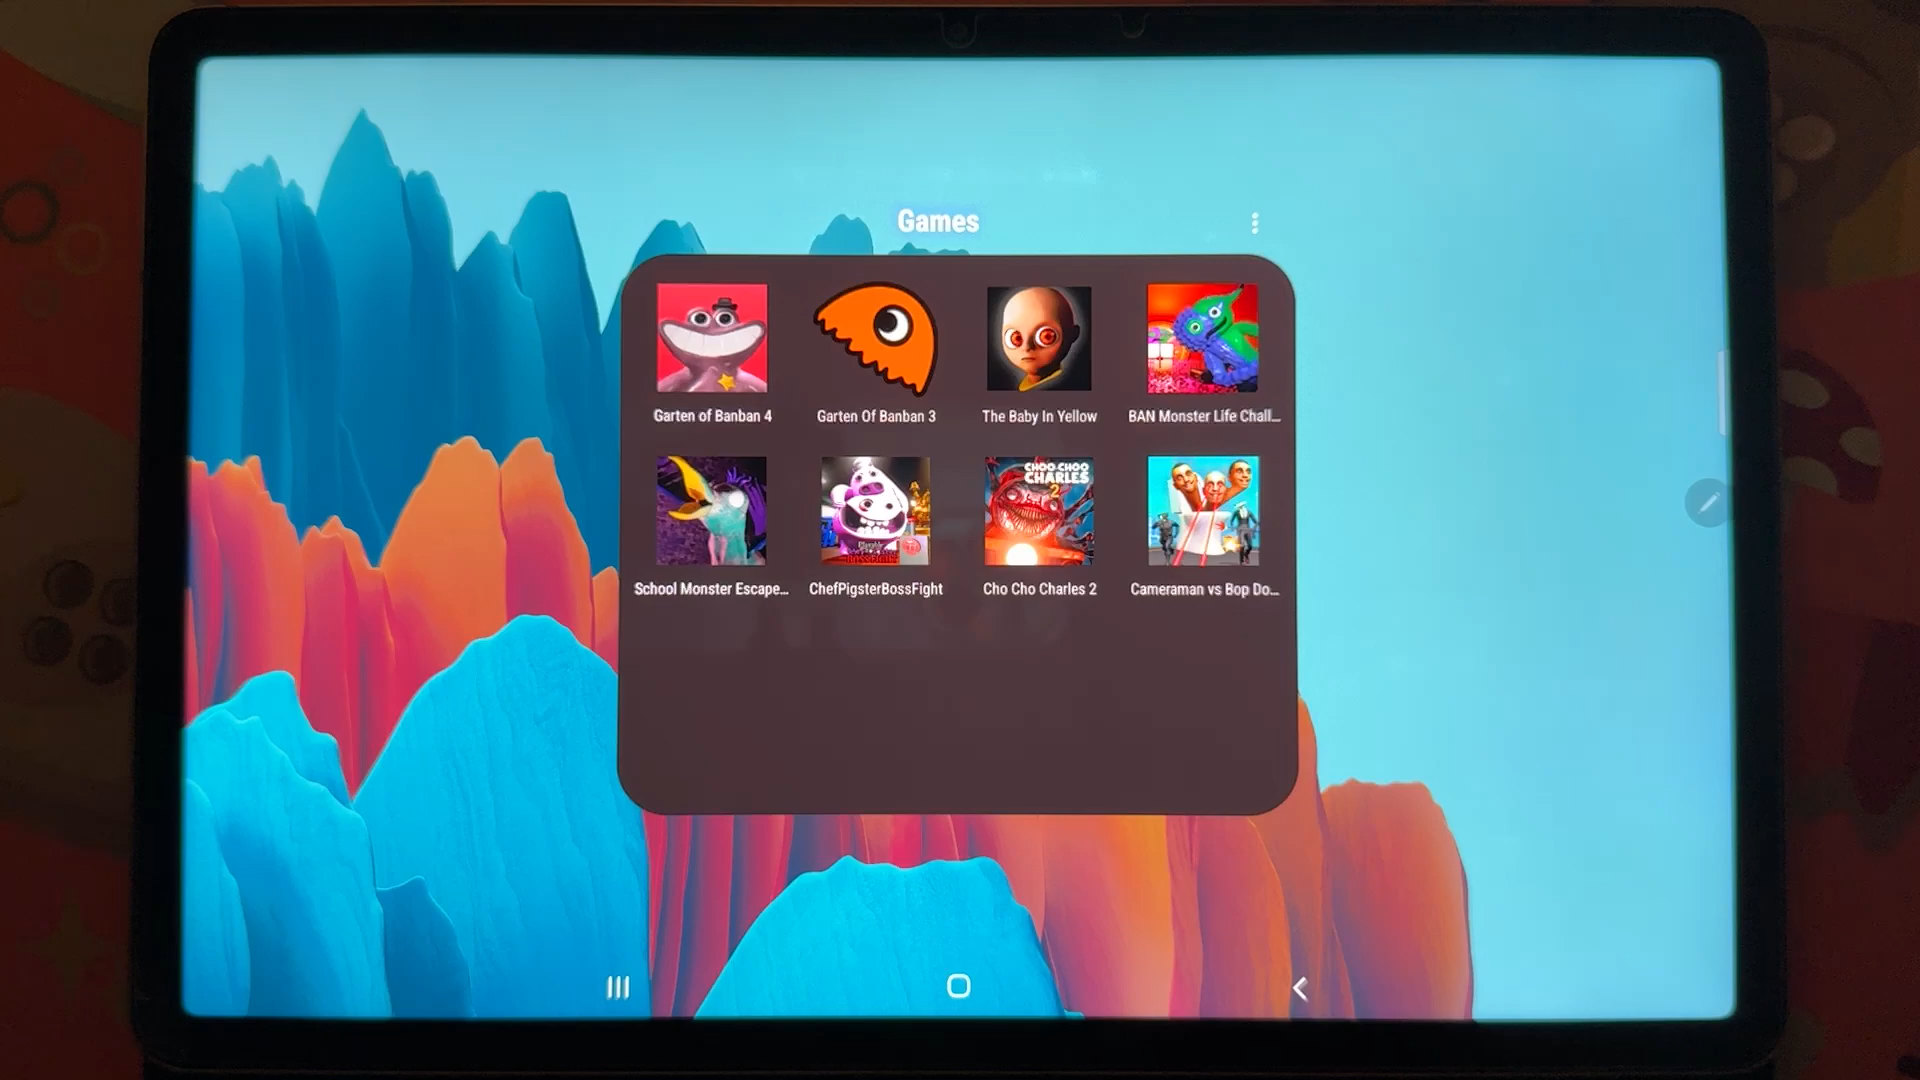 Games
Garten of Banban 4
Garten Of Banban 3
The Baby In Yellow
BAN Monster Life Chall...
CHOO-CHOO
CHARLES
2
School Monster Escape...
ChefPigsterBossFight
Cho Cho Charles 2
Cameraman vs Bop Do...